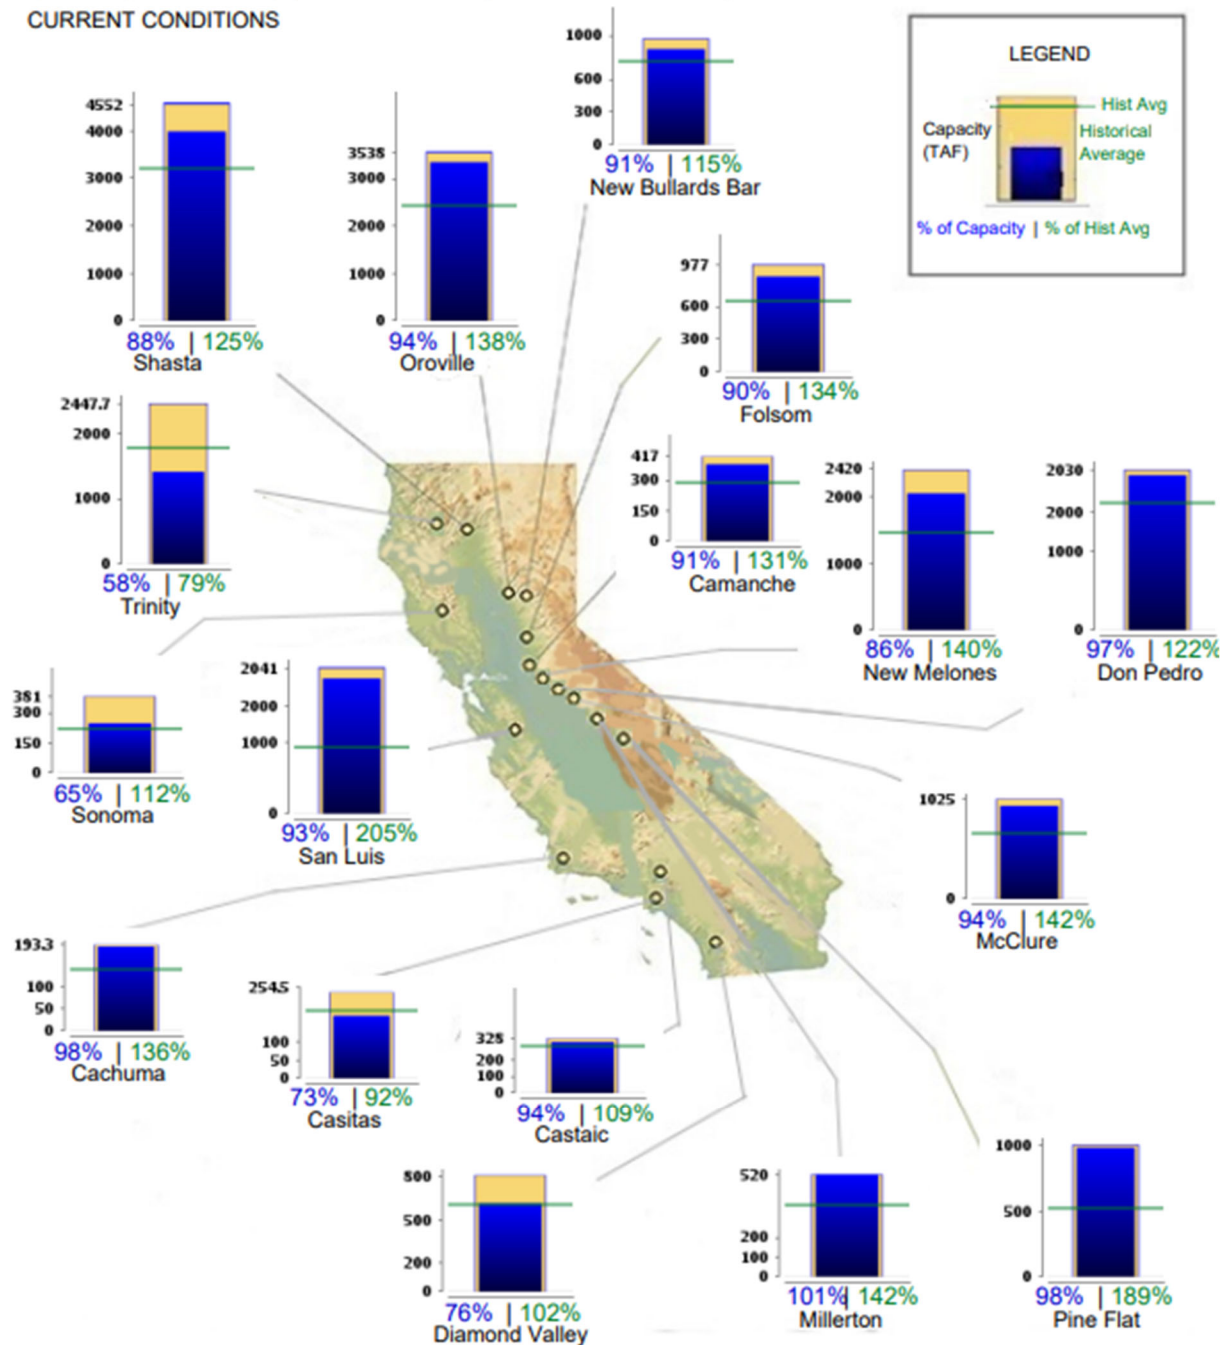 CURRENT CONDITIONS
LEGEND
Hist Avg
Capacity
(TAF)
Historical
Average
% of Capacity | % of Hist Avg
1000
600
300
0
91% | 115%
New Bullards Bar
4552
4000
3000
2000
1000
0
88% | 125%
Shasta
3538
3000
2000
1000
0
94% | 138%
Oroville
977
600
300
0
90% | 134%
Folsom
2447.7
2000
1000
0
58% | 79%
Trinity
417
300
150
0
91% | 131%
Camanche
2420
2000
1000
0
86% | 140%
New Melones
2030
2000
1000
0
97% | 122%
Don Pedro
381
300
150
0
65% | 112%
Sonoma
2041
2000
1000
0
93% | 205%
San Luis
1025
0
94% | 142%
McClure
193.3
100
50
0
98% | 136%
Cachuma
254.5
100
50
0
73% | 92%
Casitas
325
200
100
0
94% | 109%
Castaic
800
500
200
0
76% | 102%
Diamond Valley
520
200
100
0
101% | 142%
Millerton
1000
500
0
98% | 189%
Pine Flat